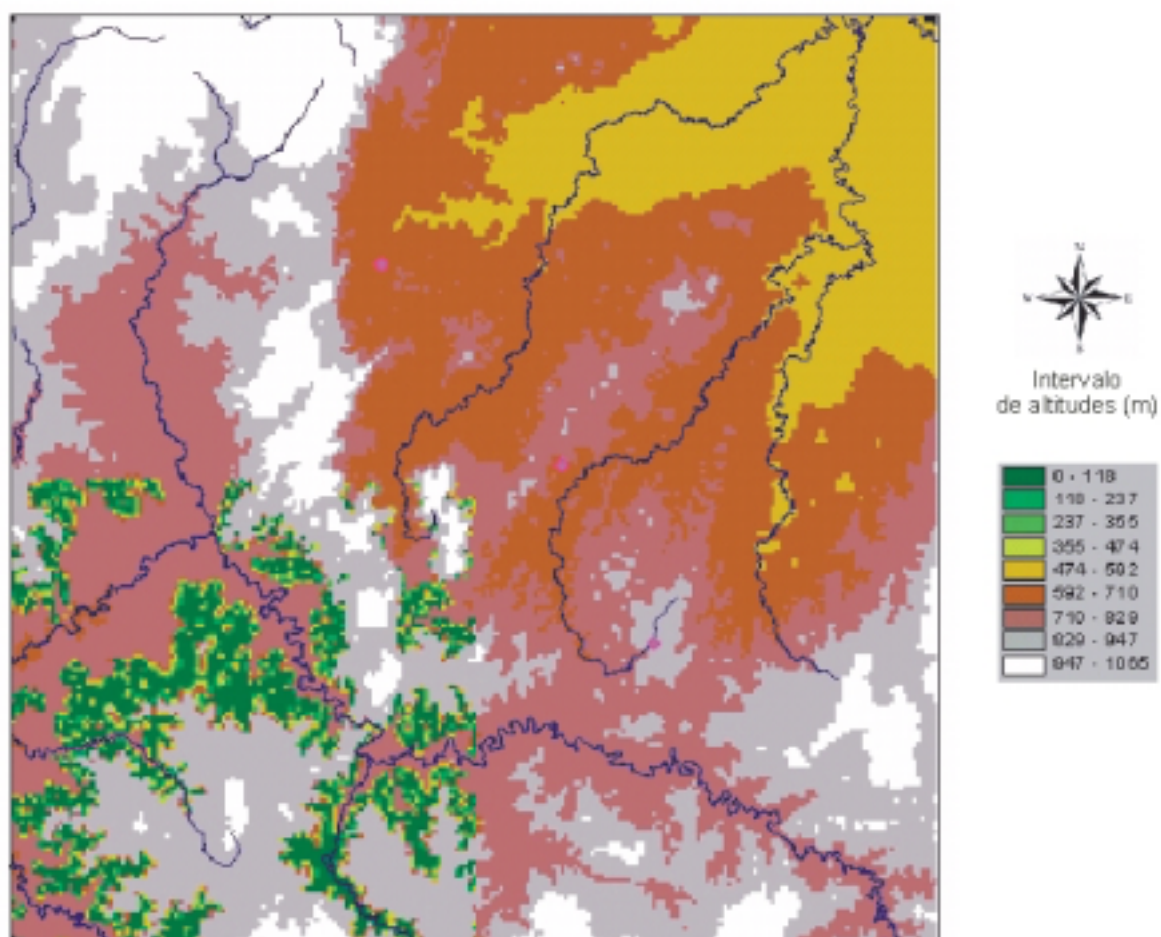 N
W E
S
Intervalo
de altitudes (m)
0 - 118
118 - 237
237 - 355
355 - 474
474 - 592
592 - 710
710 - 829
829 - 947
947 - 1065